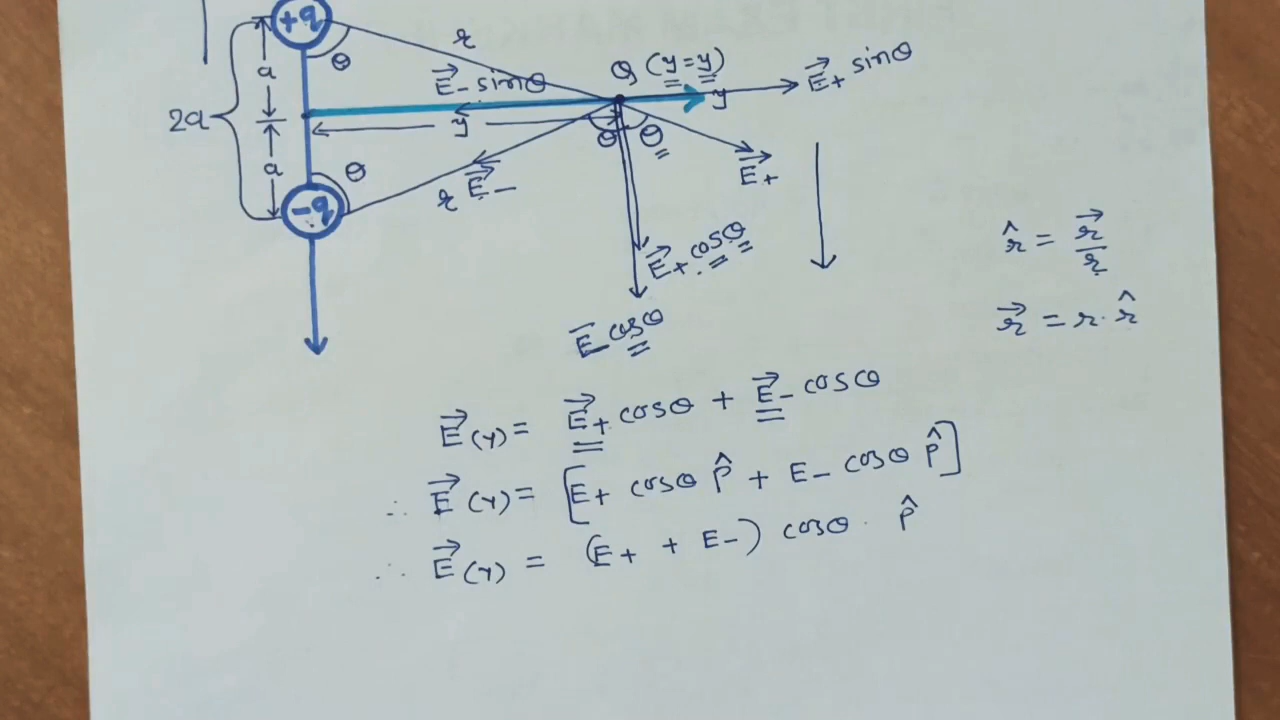 +q
r
θ
Q (y=y)
E⃗+ sinθ
a
E⃗- sinθ
y
2a
y
θ θ
a
θ
E⃗+
r E⃗-
-q
E⃗+ cosθ
r̂ = r⃗/r
E⃗- cosθ
r⃗ = r · r̂
E⃗(y) = E⃗+ cosθ + E⃗- cosθ
∴ E⃗(y) = [E+ cosθ p̂ + E- cosθ p̂]
∴ E⃗(y) = (E+ + E-) cosθ · p̂